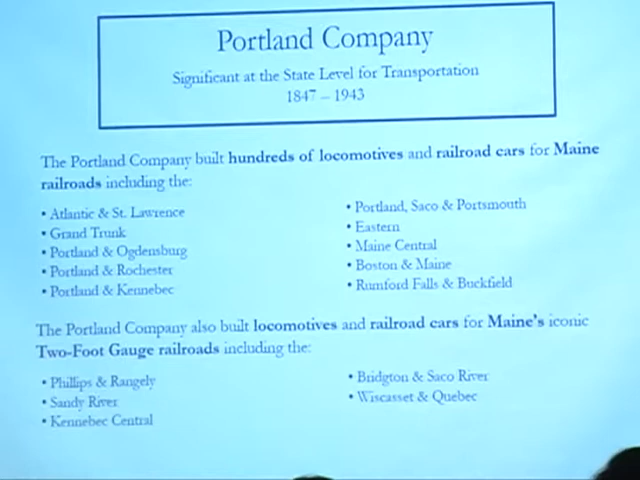 Portland Company
Significant at the State Level for Transportation
1847 – 1943
The Portland Company built hundreds of locomotives and railroad cars for Maine
railroads including the:
• Atlantic & St. Lawrence
• Grand Trunk
• Portland & Ogdensburg
• Portland & Rochester
• Portland & Kennebec
• Portland, Saco & Portsmouth
• Eastern
• Maine Central
• Boston & Maine
• Rumford Falls & Buckfield
The Portland Company also built locomotives and railroad cars for Maine's iconic
Two-Foot Gauge railroads including the:
• Phillips & Rangely
• Sandy River
• Kennebec Central
• Bridgton & Saco River
• Wiscasset & Quebec